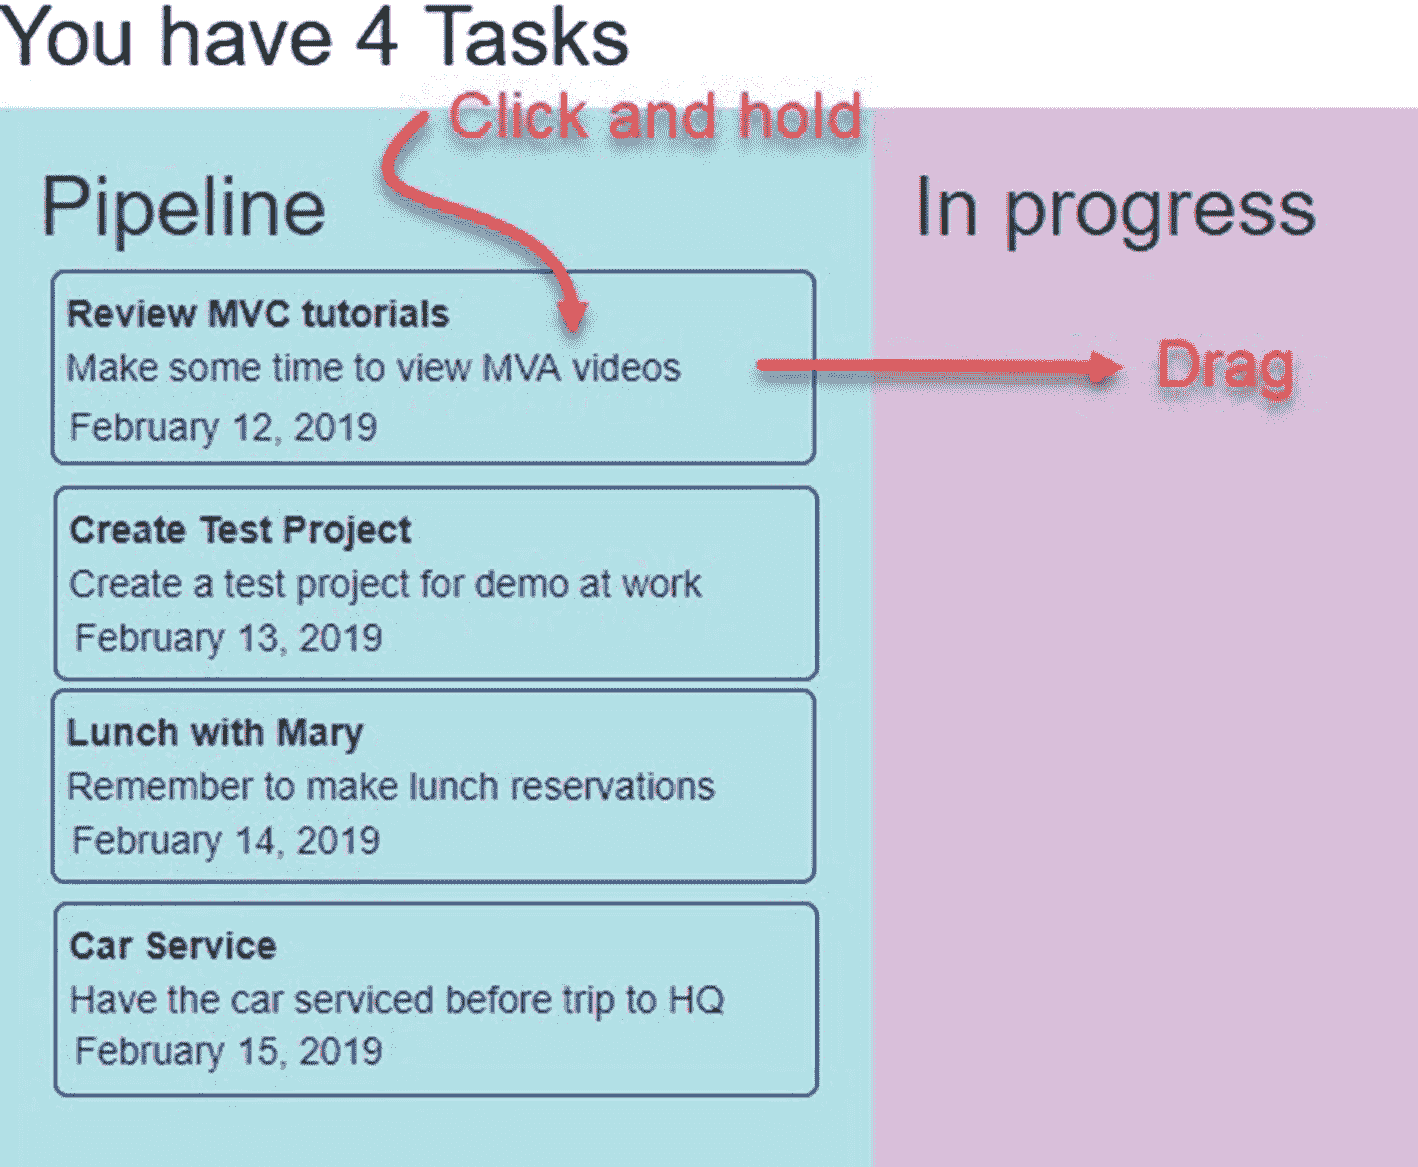 You have 4 Tasks
Click and hold
Pipeline
Review MVC tutorials
Make some time to view MVA videos
February 12, 2019
Create Test Project
Create a test project for demo at work
February 13, 2019
Lunch with Mary
Remember to make lunch reservations
February 14, 2019
Car Service
Have the car serviced before trip to HQ
February 15, 2019
In progress
Drag